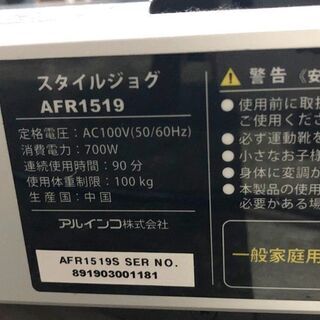 スタイルジョグ
AFR1519
定格電圧：AC100V(50/60Hz)
消費電力：700W
連続使用時間：90分
使用体重制限：100kg
生産国：中国
アルインコ株式会社
AFR1519S SER NO.
891903001181
警告《安
●使用前に取扱
ご使用ください
●必ず運動靴を
●小さなお子様
●身体に変調が
●本製品の使用
必要がある場
一般家庭用